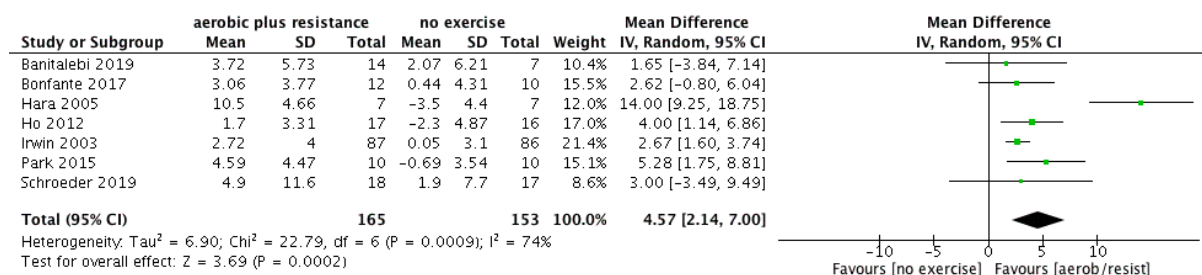 aerobic plus resistance no exercise Mean Difference Mean Difference
Study or Subgroup Mean SD Total Mean SD Total Weight IV, Random, 95% CI IV, Random, 95% CI
Banitalebi 2019 3.72 5.73 14 2.07 6.21 7 10.4% 1.65 [-3.84, 7.14]
Bonfante 2017 3.06 3.77 12 0.44 4.31 10 15.5% 2.62 [-0.80, 6.04]
Hara 2005 10.5 4.66 7 -3.5 4.4 7 12.0% 14.00 [9.25, 18.75]
Ho 2012 1.7 3.31 17 -2.3 4.87 16 17.0% 4.00 [1.14, 6.86]
Irwin 2003 2.72 4 87 0.05 3.1 86 21.4% 2.67 [1.60, 3.74]
Park 2015 4.59 4.47 10 -0.69 3.54 10 15.1% 5.28 [1.75, 8.81]
Schroeder 2019 4.9 11.6 18 1.9 7.7 17 8.6% 3.00 [-3.49, 9.49]
Total (95% CI) 165 153 100.0% 4.57 [2.14, 7.00]
Heterogeneity: Tau² = 6.90; Chi² = 22.79, df = 6 (P = 0.0009); I² = 74%
Test for overall effect: Z = 3.69 (P = 0.0002)
-10 -5 0 5 10
Favours [no exercise] Favours [aerob/resist]